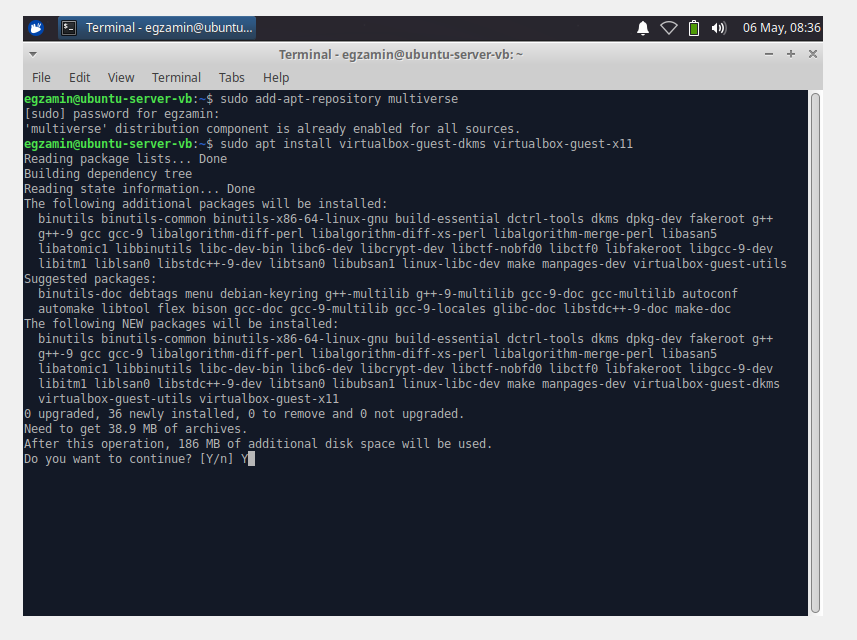 Terminal - egzamin@ubuntu...
06 May, 08:36
Terminal - egzamin@ubuntu-server-vb: ~
File Edit View Terminal Tabs Help
egzamin@ubuntu-server-vb:~$ sudo add-apt-repository multiverse
[sudo] password for egzamin:
'multiverse' distribution component is already enabled for all sources.
egzamin@ubuntu-server-vb:~$ sudo apt install virtualbox-guest-dkms virtualbox-guest-x11
Reading package lists... Done
Building dependency tree
Reading state information... Done
The following additional packages will be installed:
binutils binutils-common binutils-x86-64-linux-gnu build-essential dctrl-tools dkms dpkg-dev fakeroot g++
g++-9 gcc gcc-9 libalgorithm-diff-perl libalgorithm-diff-xs-perl libalgorithm-merge-perl libasan5
libatomic1 libbinutils libc-dev-bin libc6-dev libcrypt-dev libctf-nobfd0 libctf0 libfakeroot libgcc-9-dev
libitm1 liblsan0 libstdc++-9-dev libtsan0 libubsan1 linux-libc-dev make manpages-dev virtualbox-guest-utils
Suggested packages:
binutils-doc debtags menu debian-keyring g++-multilib g++-9-multilib gcc-9-doc gcc-multilib autoconf
automake libtool flex bison gcc-doc gcc-9-multilib gcc-9-locales glibc-doc libstdc++-9-doc make-doc
The following NEW packages will be installed:
binutils binutils-common binutils-x86-64-linux-gnu build-essential dctrl-tools dkms dpkg-dev fakeroot g++
g++-9 gcc gcc-9 libalgorithm-diff-perl libalgorithm-diff-xs-perl libalgorithm-merge-perl libasan5
libatomic1 libbinutils libc-dev-bin libc6-dev libcrypt-dev libctf-nobfd0 libctf0 libfakeroot libgcc-9-dev
libitm1 liblsan0 libstdc++-9-dev libtsan0 libubsan1 linux-libc-dev make manpages-dev virtualbox-guest-dkms
virtualbox-guest-utils virtualbox-guest-x11
0 upgraded, 36 newly installed, 0 to remove and 0 not upgraded.
Need to get 38.9 MB of archives.
After this operation, 186 MB of additional disk space will be used.
Do you want to continue? [Y/n] Y